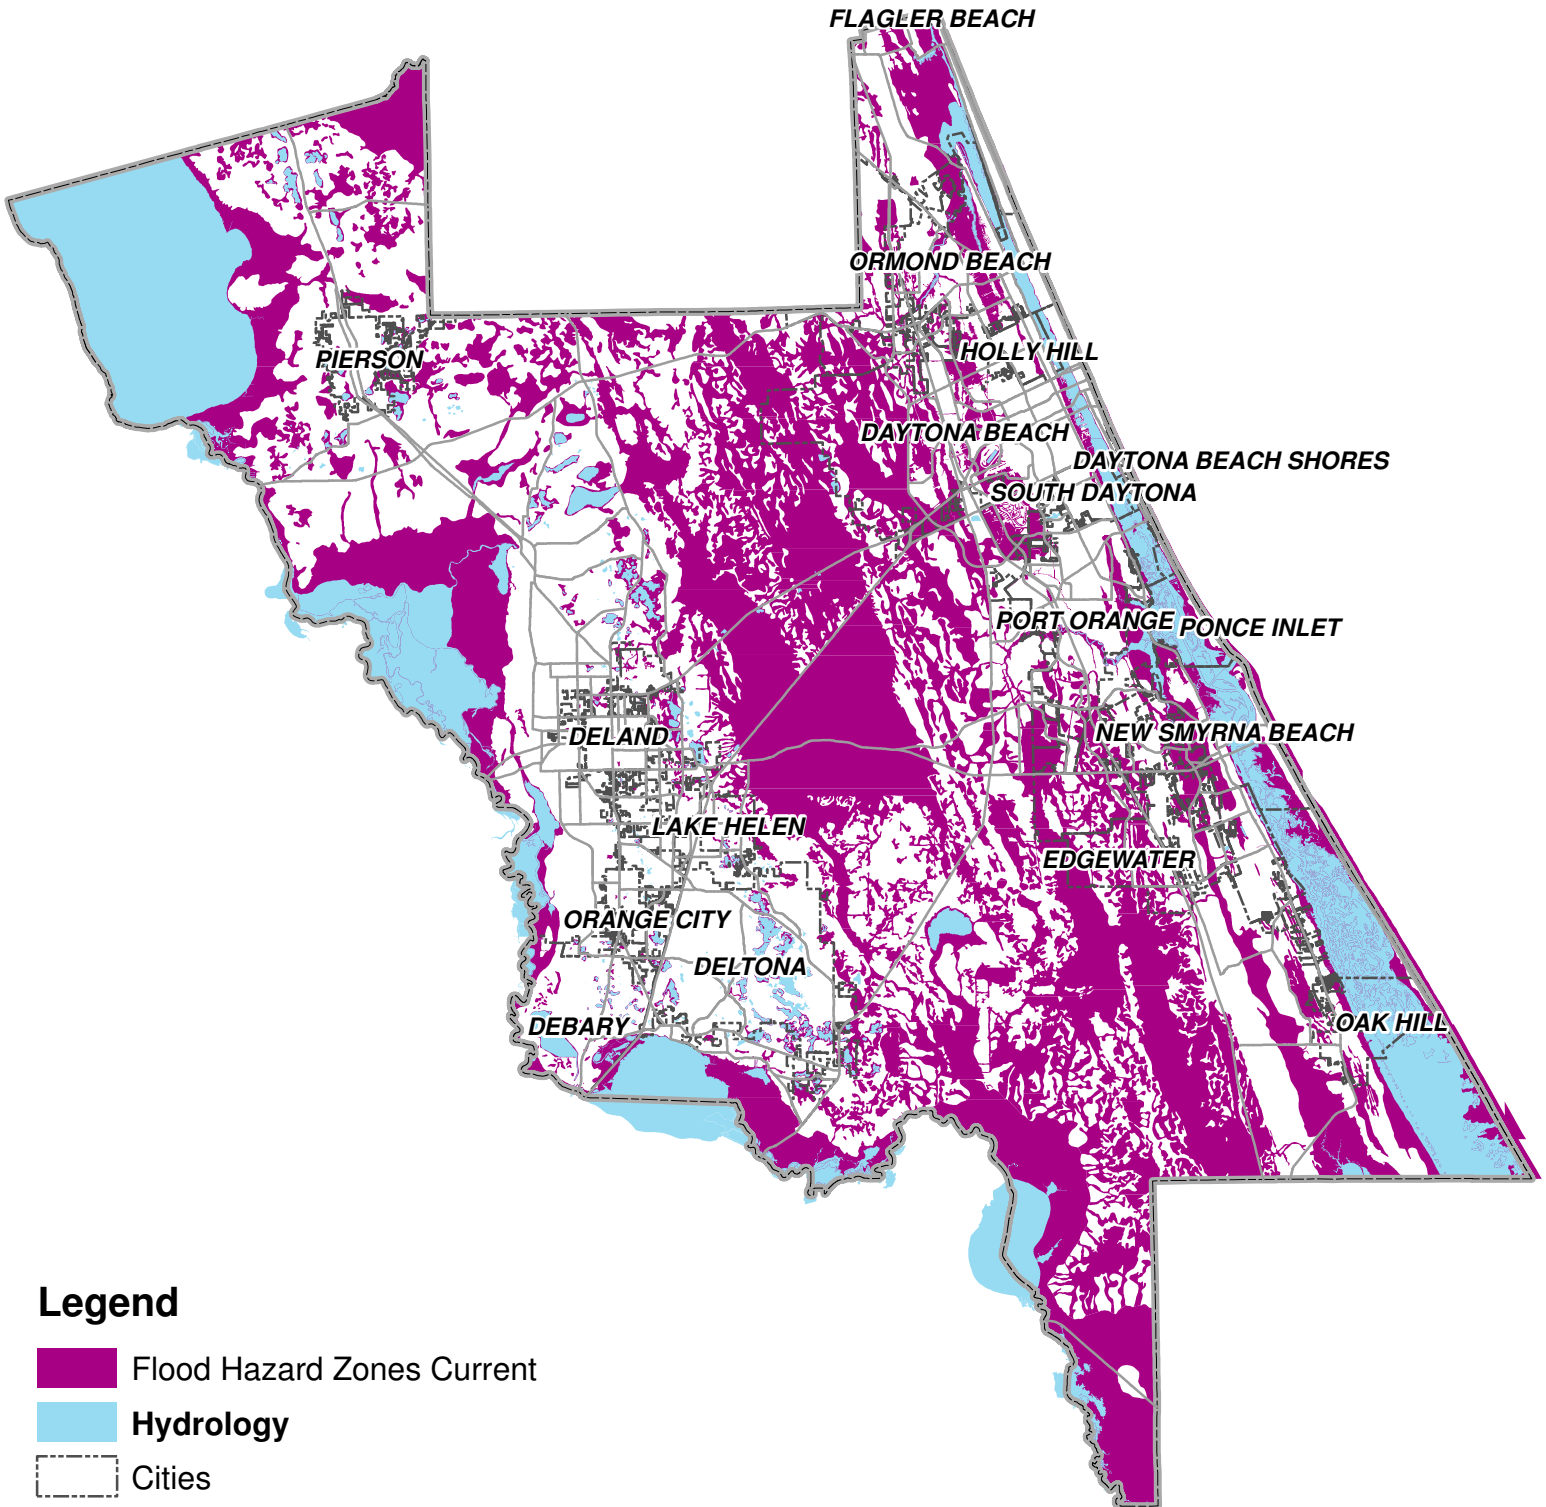 FLAGLER BEACH
ORMOND BEACH
HOLLY HILL
PIERSON
DAYTONA BEACH
DAYTONA BEACH SHORES
SOUTH DAYTONA
PORT ORANGE
PONCE INLET
NEW SMYRNA BEACH
DELAND
LAKE HELEN
EDGEWATER
ORANGE CITY
DELTONA
DEBARY
OAK HILL
Legend
Flood Hazard Zones Current
Hydrology
Cities